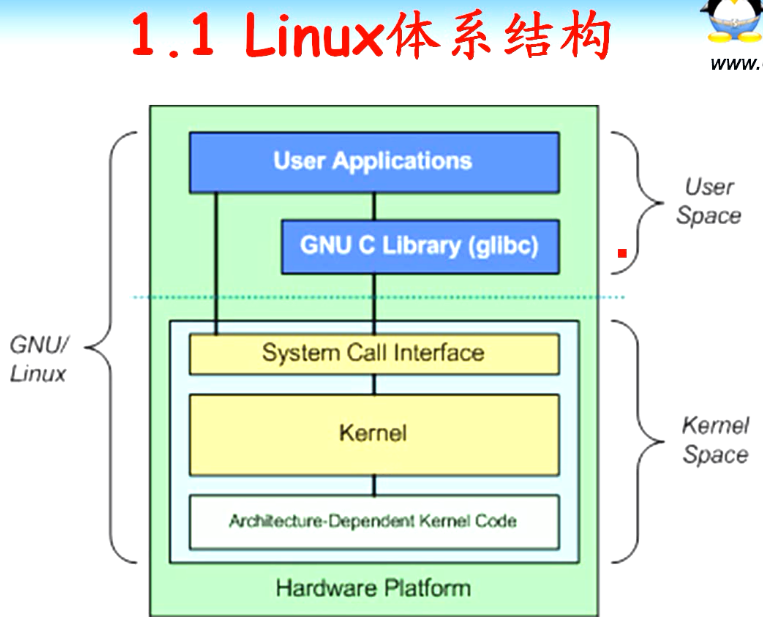 1.1 Linux体系结构
www.
User Applications
User
Space
GNU C Library (glibc)
GNU/
Linux
System Call Interface
Kernel
Kernel
Space
Architecture-Dependent Kernel Code
Hardware Platform